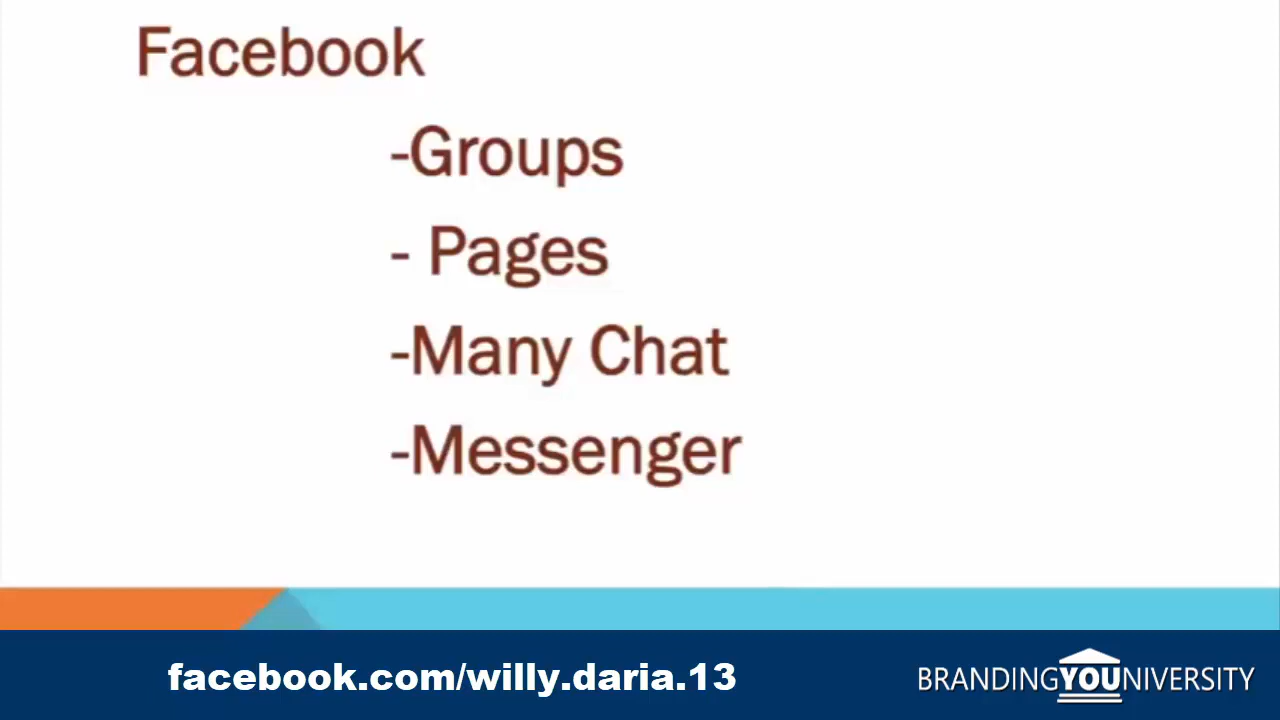 Facebook
-Groups
- Pages
-Many Chat
-Messenger
facebook.com/willy.daria.13
BRANDINGYOUNIVERSITY